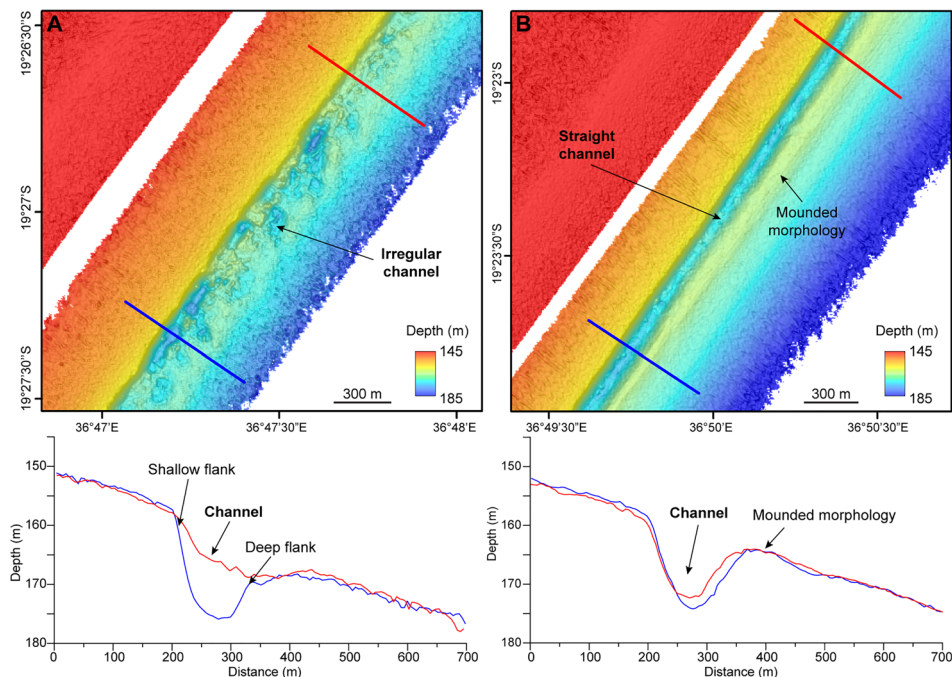 A
19°26'30"S
19°27'S
19°27'30"S
Irregular
channel
Depth (m)
145
185
300 m
36°47'E
36°47'30"E
36°48'E
B
19°23'S
19°23'30"S
Straight
channel
Mounded
morphology
Depth (m)
145
185
300 m
36°49'30"E
36°50'E
36°50'30"E
150
160
170
180
Depth (m)
Shallow flank
Channel
Deep flank
0
100
200
300
400
500
600
700
Distance (m)
150
160
170
180
Depth (m)
Channel
Mounded morphology
0
100
200
300
400
500
600
700
Distance (m)